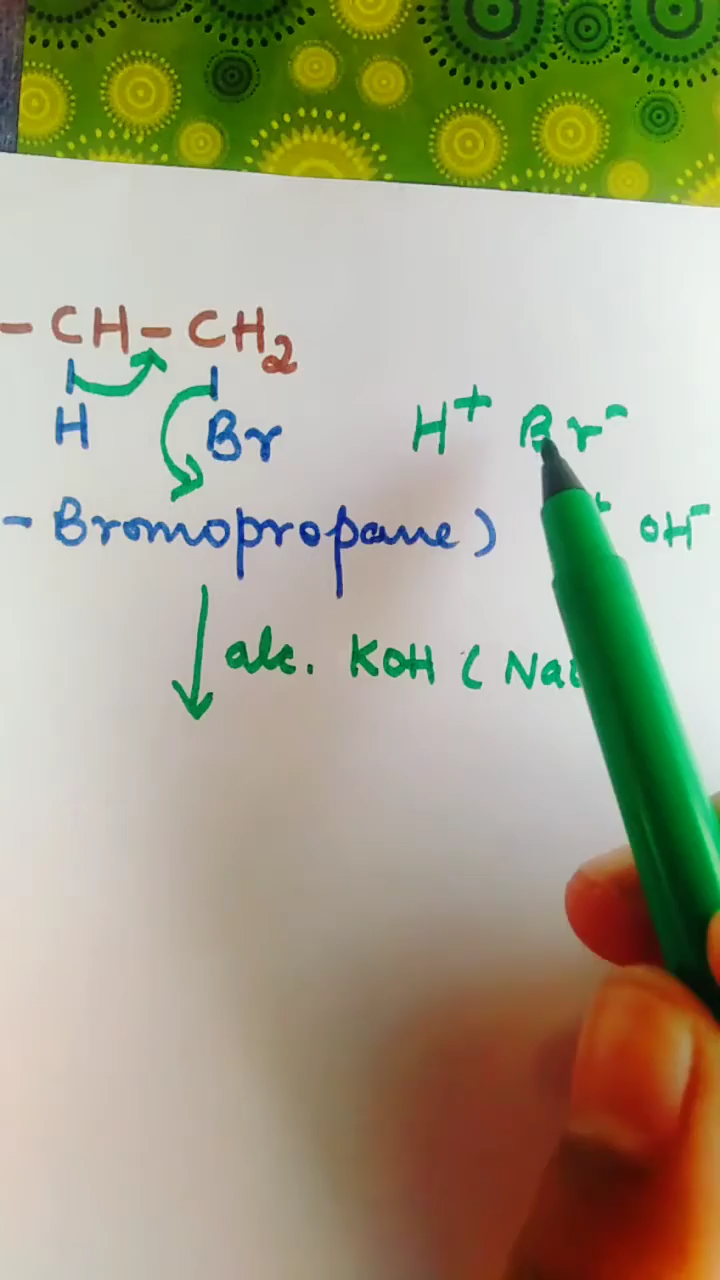 - CH - CH2
H Br H+ Br-
- Bromopropane) + OH-
alc. KOH ( Na